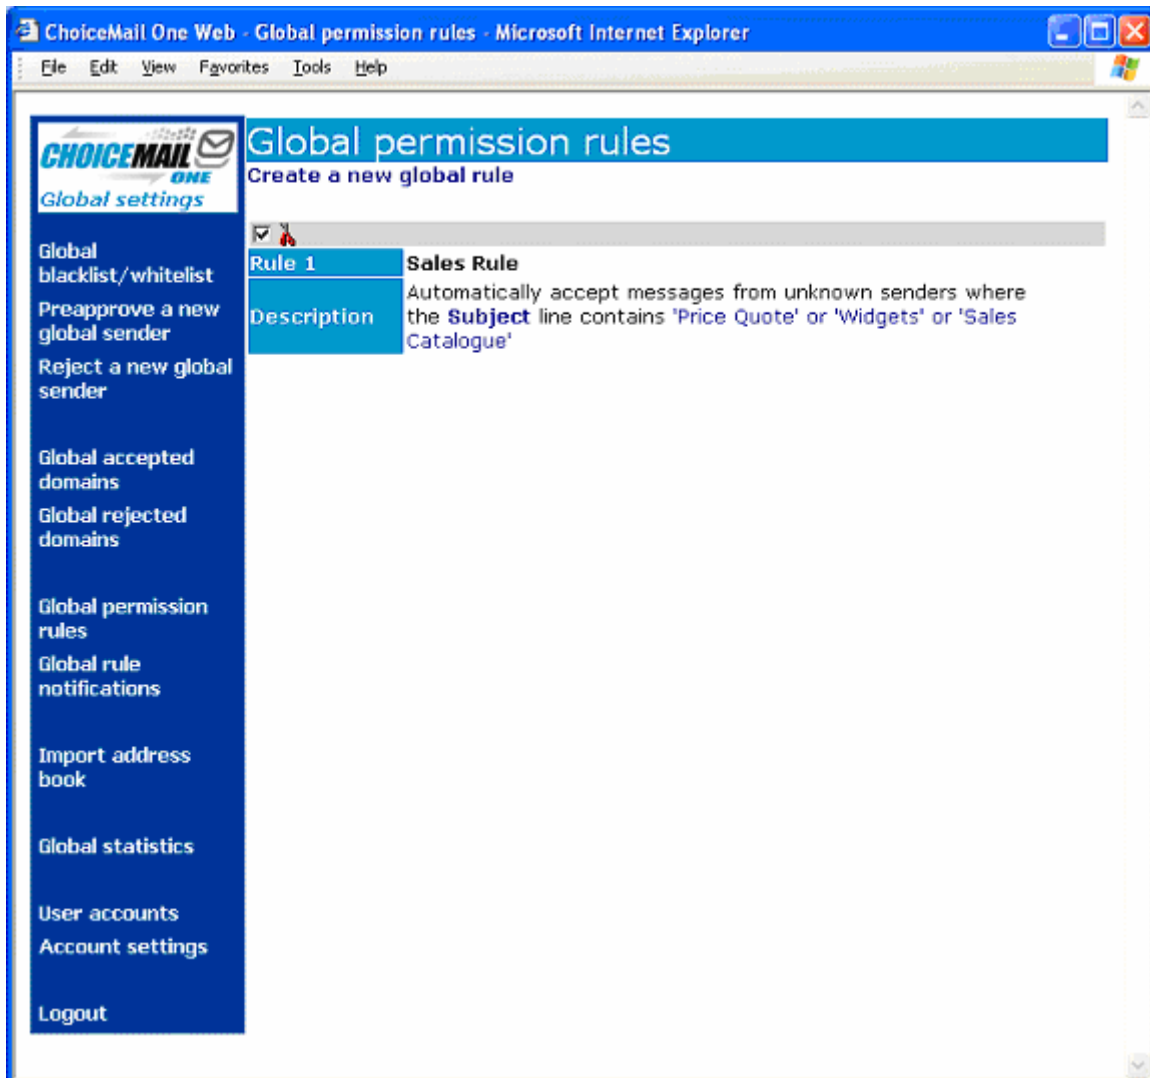 ChoiceMail One Web - Global permission rules - Microsoft Internet Explorer
File Edit View Favorites Tools Help
CHOICEMAIL
ONE
Global settings
Global
blacklist/whitelist
Preapprove a new
global sender
Reject a new global
sender
Global accepted
domains
Global rejected
domains
Global permission
rules
Global rule
notifications
Import address
book
Global statistics
User accounts
Account settings
Logout
Global permission rules
Create a new global rule
Rule 1 Sales Rule
Description
Automatically accept messages from unknown senders where
the Subject line contains 'Price Quote' or 'Widgets' or 'Sales
Catalogue'